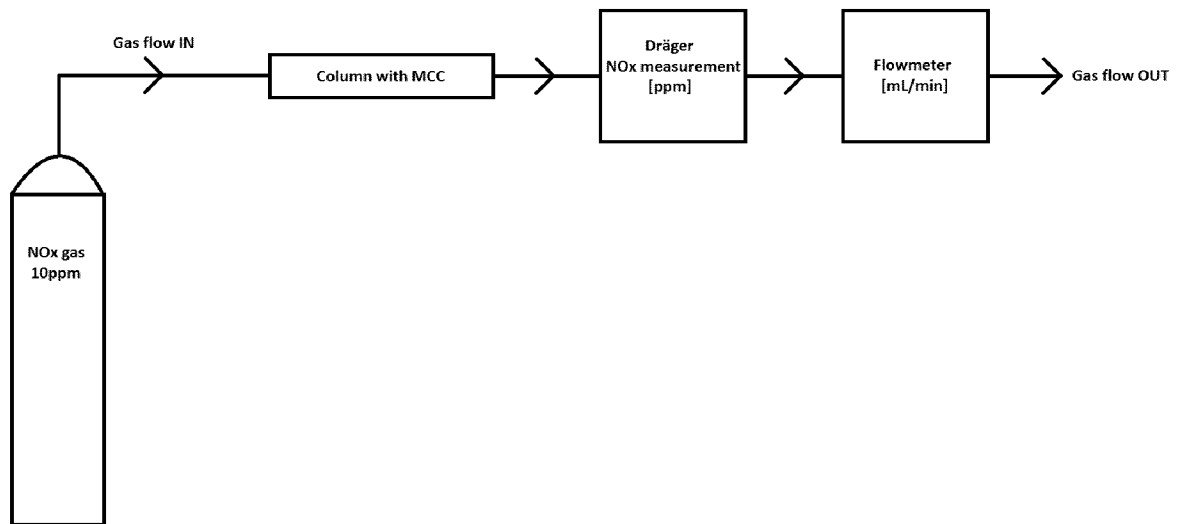 Gas flow IN
Column with MCC
Dräger
NOx measurement
[ppm]
Flowmeter
[mL/min]
Gas flow OUT
NOx gas
10ppm